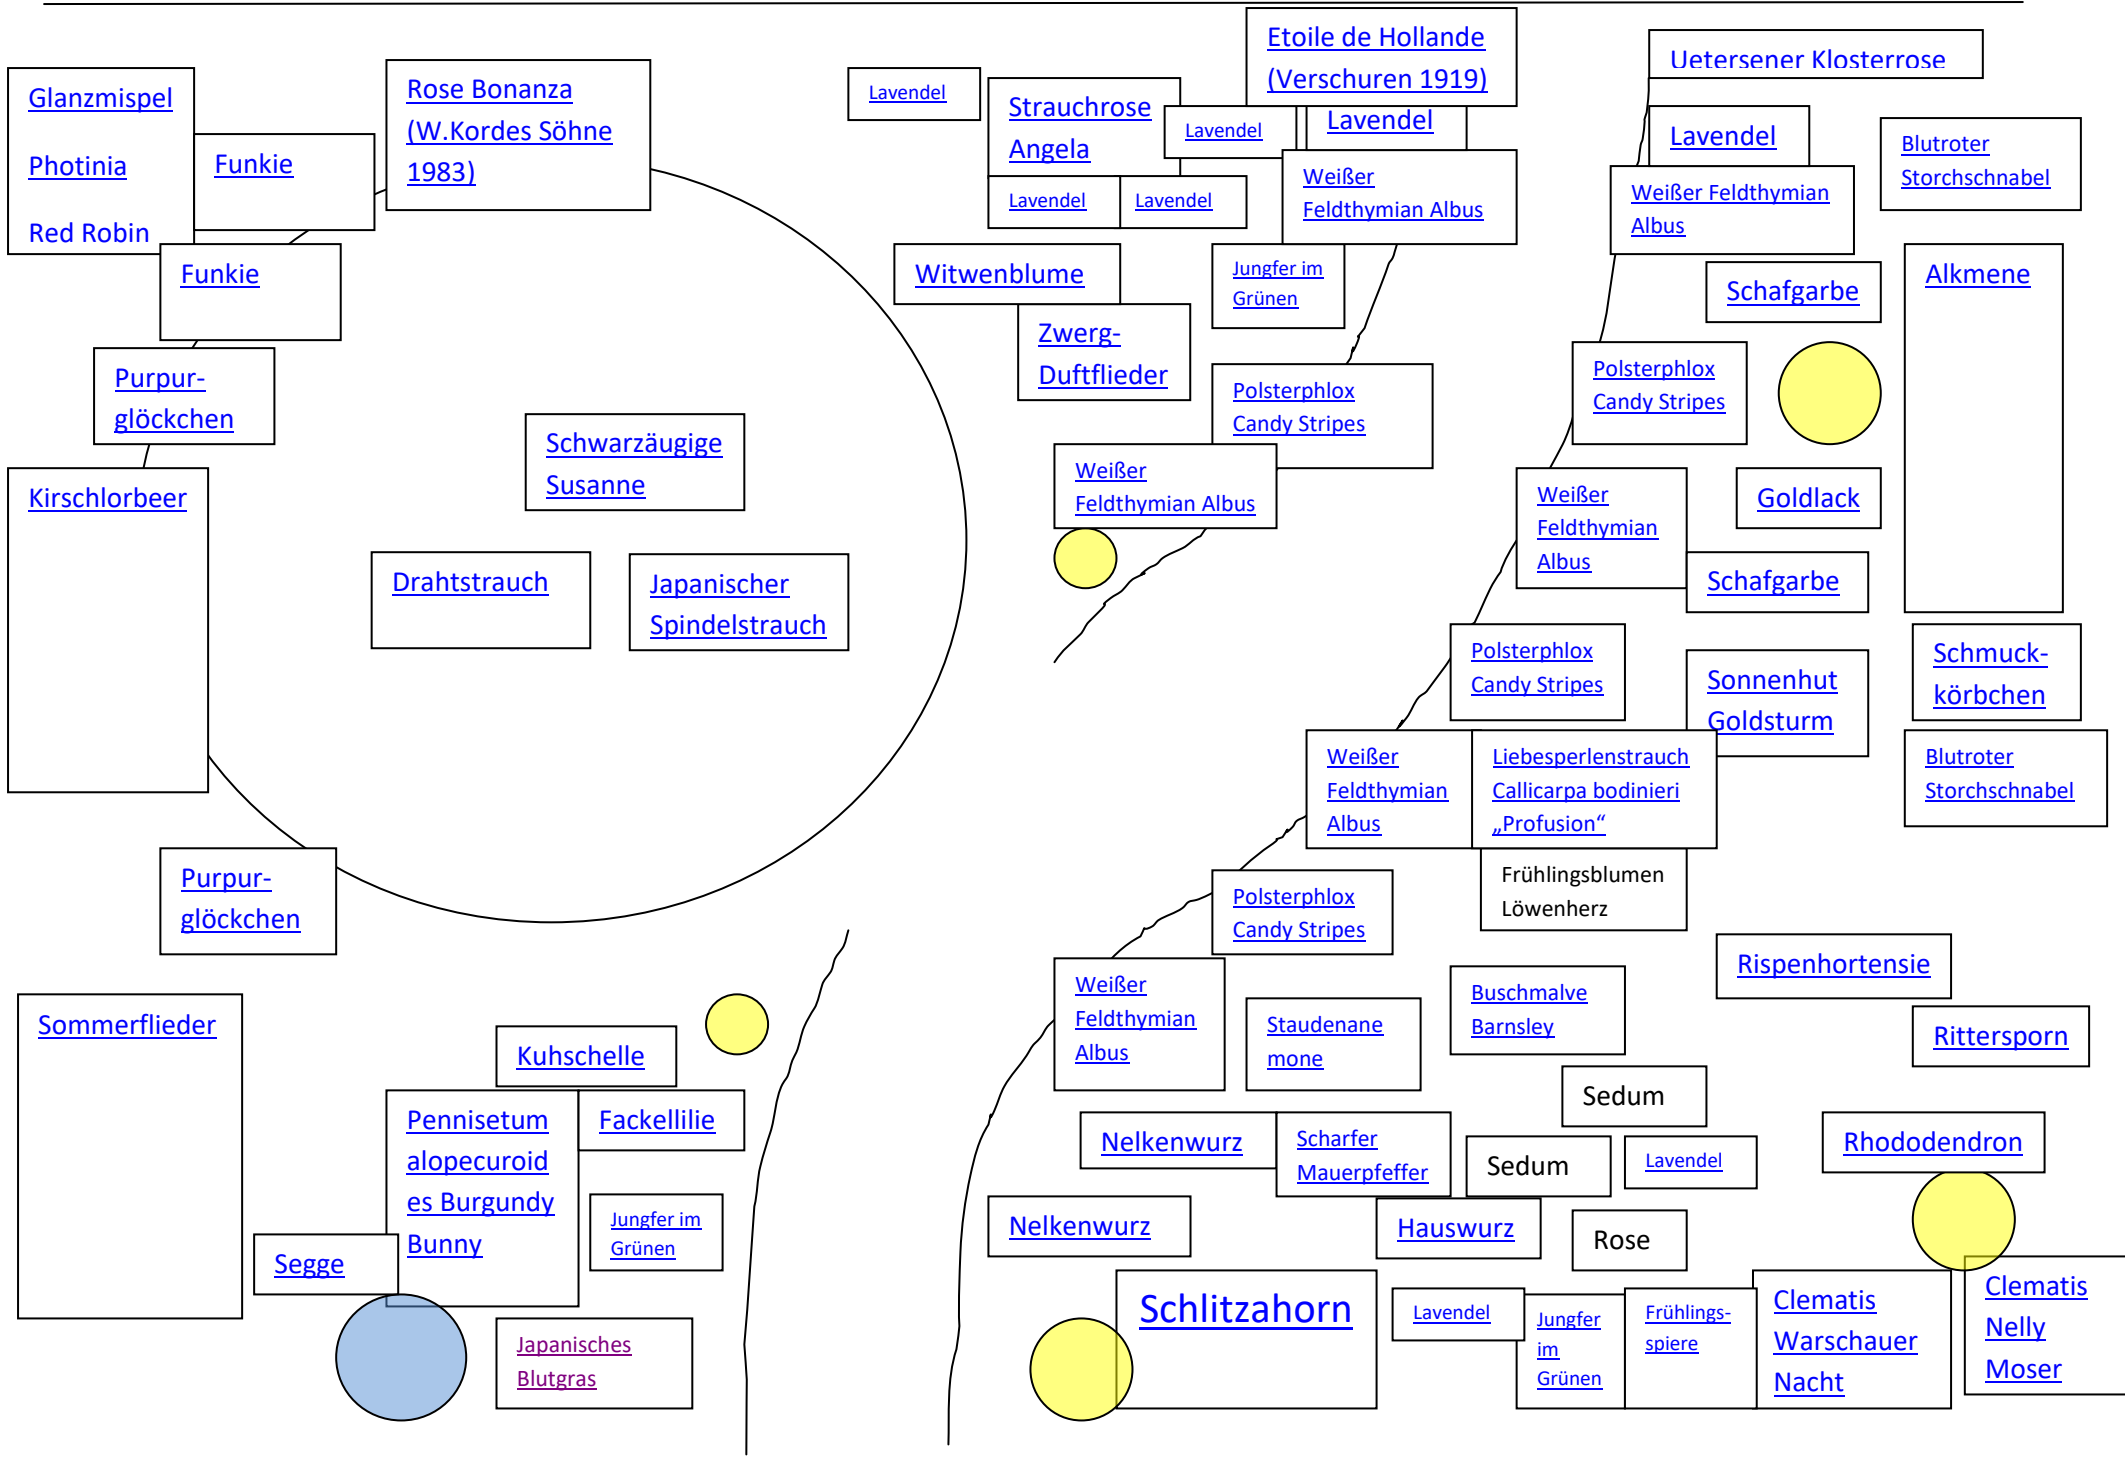 Glanzmispel
Photinia
Red Robin
Funkie
Funkie
Rose Bonanza
(W.Kordes Söhne
1983)
Purpur-
glöckchen
Kirschlorbeer
Schwarzäugige
Susanne
Drahtstrauch
Japanischer
Spindelstrauch
Purpur-
glöckchen
Sommerflieder
Kuhschelle
Pennisetum
alopecuroid
es Burgundy
Bunny
Fackellilie
Jungfer im
Grünen
Segge
Japanisches
Blutgras
Lavendel
Strauchrose
Angela
Lavendel
Etoile de Hollande
(Verschuren 1919)
Lavendel
Lavendel
Lavendel
Weißer
Feldthymian Albus
Witwenblume
Jungfer im
Grünen
Zwerg-
Duftflieder
Polsterphlox
Candy Stripes
Weißer
Feldthymian Albus
Uetersener Klosterrose
Lavendel
Blutroter
Storchschnabel
Weißer Feldthymian
Albus
Schafgarbe
Alkmene
Polsterphlox
Candy Stripes
Goldlack
Weißer
Feldthymian
Albus
Schafgarbe
Polsterphlox
Candy Stripes
Sonnenhut
Goldsturm
Schmuck-
körbchen
Weißer
Feldthymian
Albus
Liebesperlenstrauch
Callicarpa bodinieri
„Profusion“
Blutroter
Storchschnabel
Frühlingsblumen
Löwenherz
Polsterphlox
Candy Stripes
Rispenhortensie
Weißer
Feldthymian
Albus
Staudenane
mone
Buschmalve
Barnsley
Rittersporn
Sedum
Nelkenwurz
Scharfer
Mauerpfeffer
Sedum
Lavendel
Rhododendron
Nelkenwurz
Hauswurz
Rose
Schlitzahorn
Lavendel
Jungfer
im
Grünen
Frühlings-
spiere
Clematis
Warschauer
Nacht
Clematis
Nelly
Moser